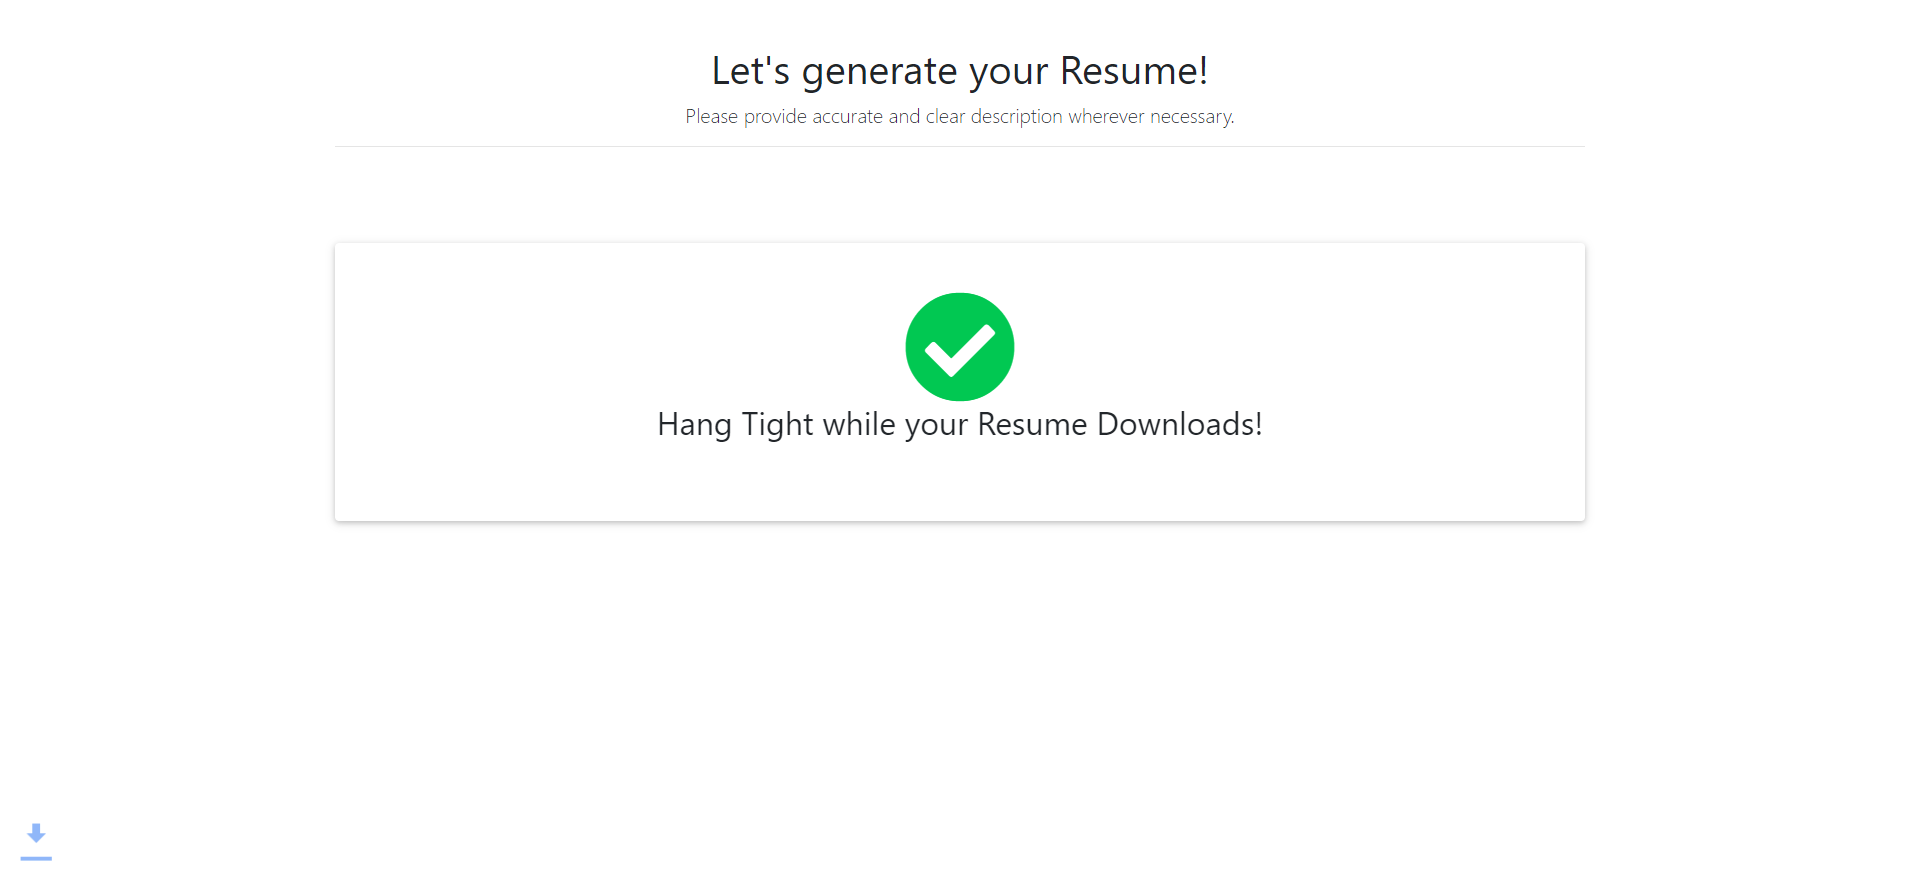 Let's generate your Resume!
Please provide accurate and clear description wherever necessary.
Hang Tight while your Resume Downloads!